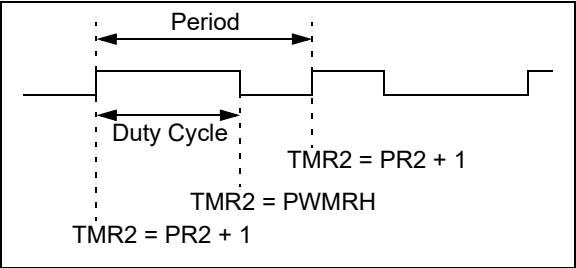 Period
Duty Cycle
TMR2 = PR2 + 1
TMR2 = PWMRH
TMR2 = PR2 + 1